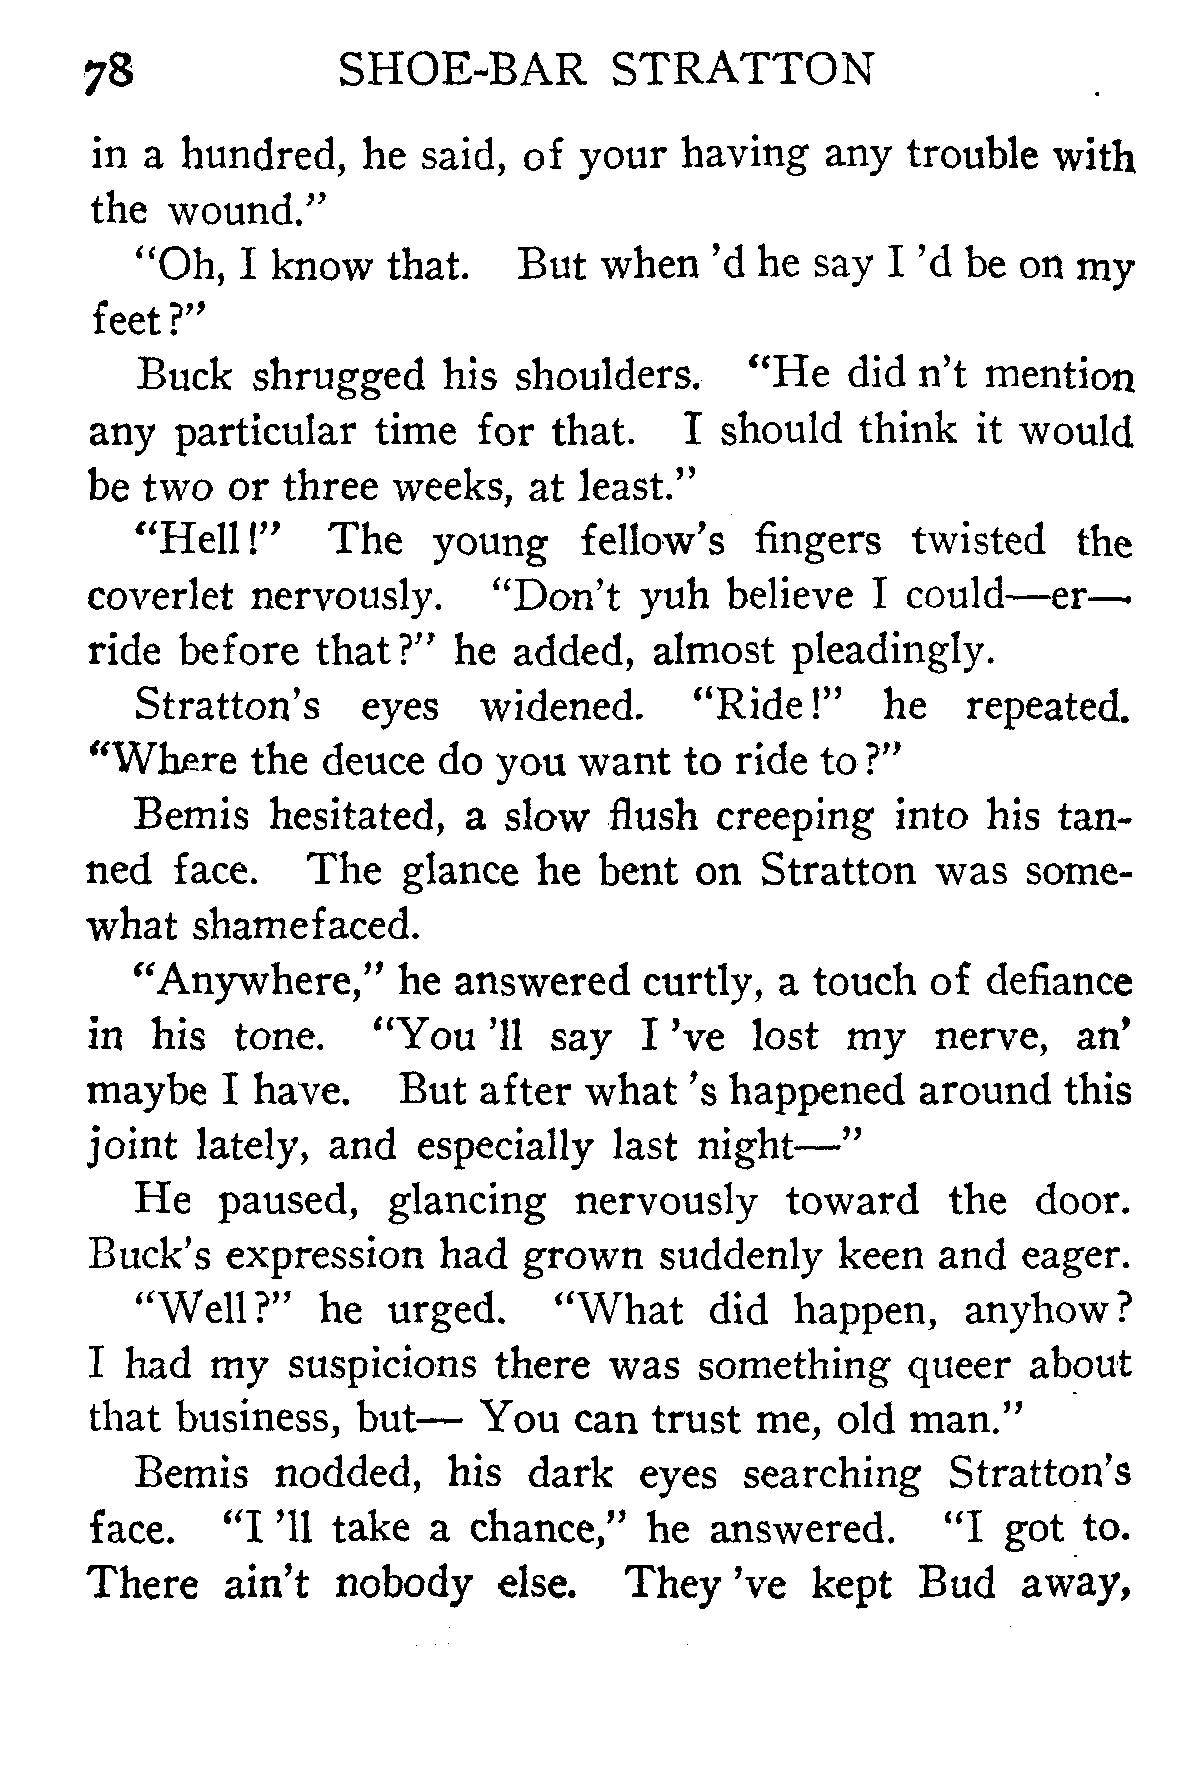 78 SHOE-BAR STRATTON
in a hundred, he said, of your having any trouble with
the wound.”
“Oh, I know that. But when ’d he say I ’d be on my
feet?”
Buck shrugged his shoulders. “He did n’t mention
any particular time for that. I should think it would
be two or three weeks, at least.”
“Hell!” The young fellow’s fingers twisted the
coverlet nervously. “Don’t yuh believe I could—er—
ride before that?” he added, almost pleadingly.
Stratton’s eyes widened. “Ride!” he repeated.
“Where the deuce do you want to ride to?”
Bemis hesitated, a slow flush creeping into his tan-
ned face. The glance he bent on Stratton was some-
what shamefaced.
“Anywhere,” he answered curtly, a touch of defiance
in his tone. “You ’ll say I ’ve lost my nerve, an’
maybe I have. But after what ’s happened around this
joint lately, and especially last night—”
He paused, glancing nervously toward the door.
Buck’s expression had grown suddenly keen and eager.
“Well?” he urged. “What did happen, anyhow?
I had my suspicions there was something queer about
that business, but— You can trust me, old man.”
Bemis nodded, his dark eyes searching Stratton’s
face. “I ’ll take a chance,” he answered. “I got to.
There ain’t nobody else. They ’ve kept Bud away,